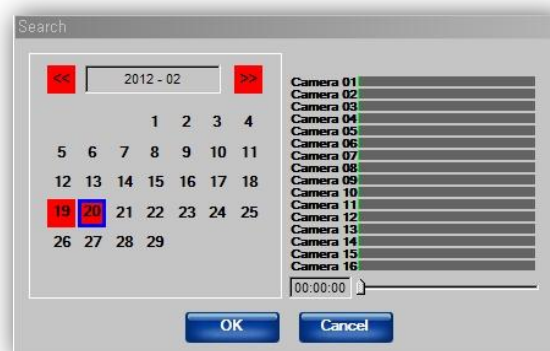 Search
<< 2012 - 02 >>
1 2 3 4
5 6 7 8 9 10 11
12 13 14 15 16 17 18
19 20 21 22 23 24 25
26 27 28 29
Camera 01
Camera 02
Camera 03
Camera 04
Camera 05
Camera 06
Camera 07
Camera 08
Camera 09
Camera 10
Camera 11
Camera 12
Camera 13
Camera 14
Camera 15
Camera 16
00:00:00
OK Cancel